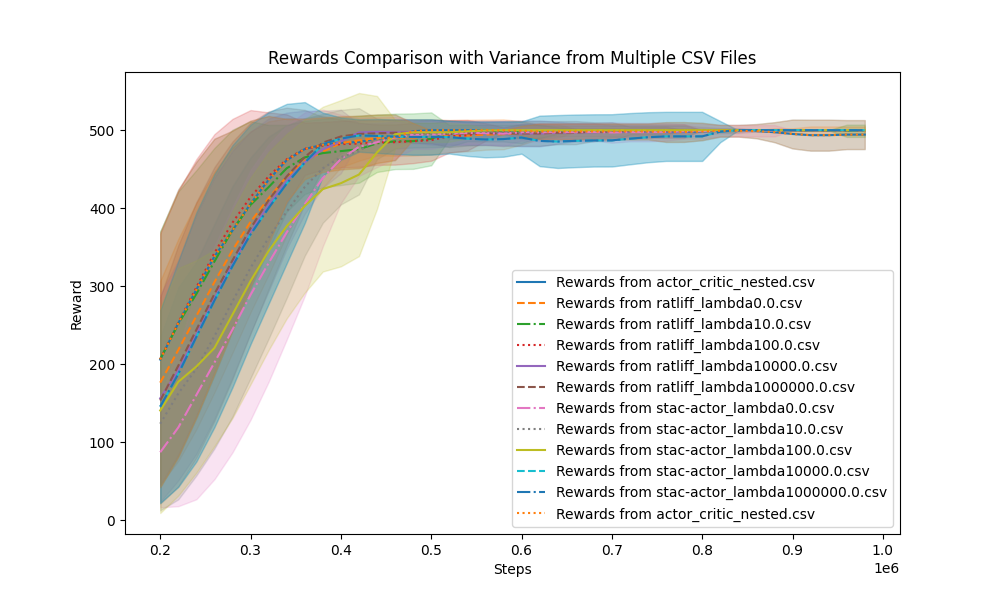 Rewards Comparison with Variance from Multiple CSV Files
Reward
500
400
300
200
100
0
Rewards from actor_critic_nested.csv
Rewards from ratliff_lambda0.0.csv
Rewards from ratliff_lambda10.0.csv
Rewards from ratliff_lambda100.0.csv
Rewards from ratliff_lambda10000.0.csv
Rewards from ratliff_lambda1000000.0.csv
Rewards from stac-actor_lambda0.0.csv
Rewards from stac-actor_lambda10.0.csv
Rewards from stac-actor_lambda100.0.csv
Rewards from stac-actor_lambda10000.0.csv
Rewards from stac-actor_lambda1000000.0.csv
Rewards from actor_critic_nested.csv
0.2 0.3 0.4 0.5 0.6 0.7 0.8 0.9 1.0
1e6
Steps